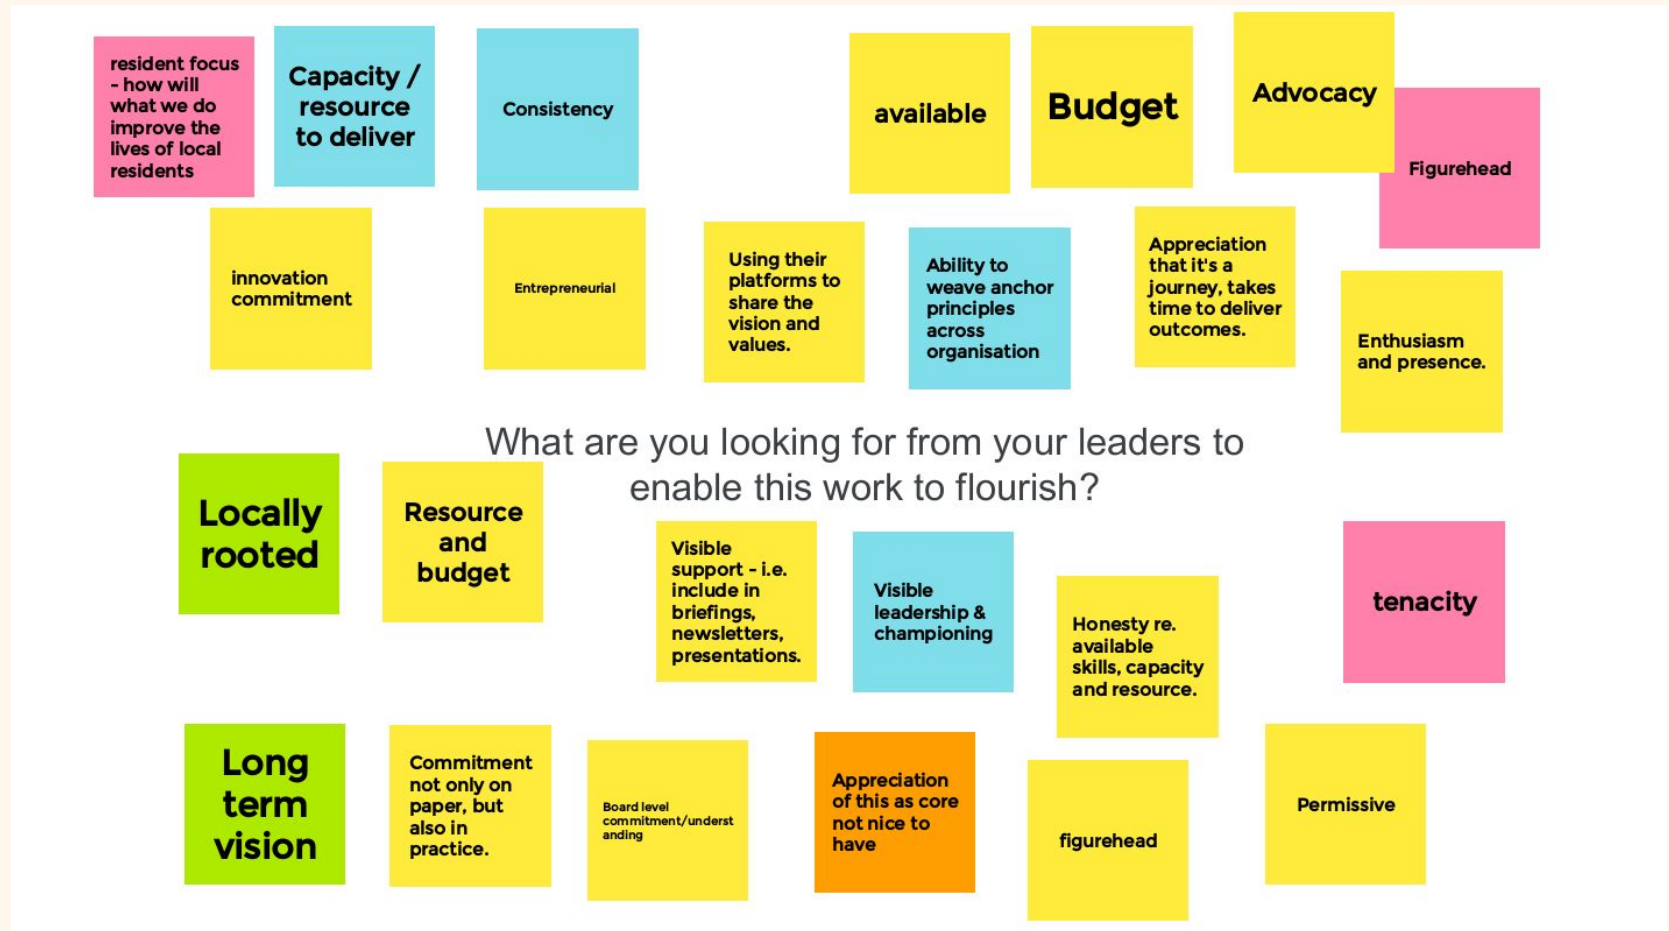 resident focus
- how will
what we do
improve the
lives of local
residents
Capacity /
resource
to deliver
Consistency
available
Budget
Advocacy
Figurehead
innovation
commitment
Entrepreneurial
Using their
platforms to
share the
vision and
values.
Ability to
weave anchor
principles
across
organisation
Appreciation
that it's a
journey, takes
time to deliver
outcomes.
Enthusiasm
and presence.
What are you looking for from your leaders to
enable this work to flourish?
Locally
rooted
Resource
and
budget
Visible
support - i.e.
include in
briefings,
newsletters,
presentations.
Visible
leadership &
championing
Honesty re.
available
skills, capacity
and resource.
tenacity
Long
term
vision
Commitment
not only on
paper, but
also in
practice.
Board level
commitment/underst
anding
Appreciation
of this as core
not nice to
have
figurehead
Permissive